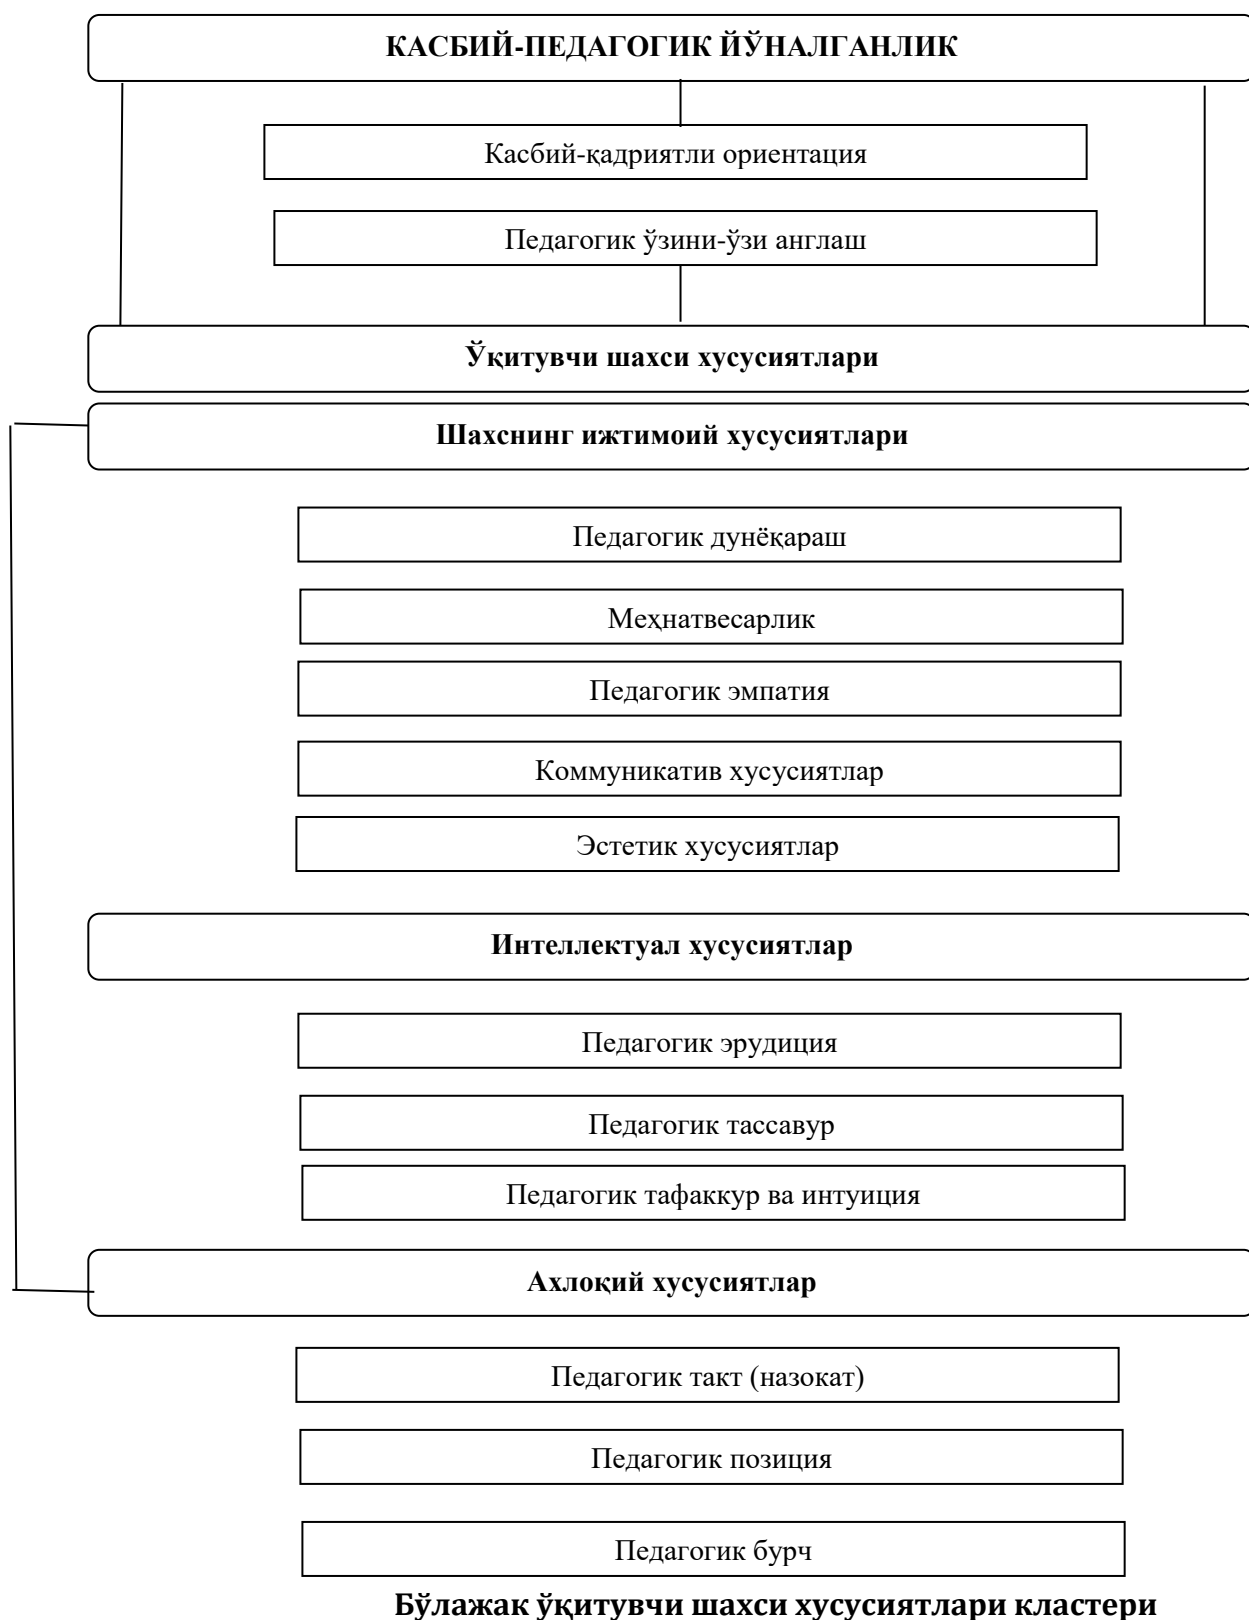 КАСБИЙ-ПЕДАГОГИК ЙЎНАЛГАНЛИК
Касбий-қадриятли ориентация
Педагогик ўзини-ўзи англаш
Ўқитувчи шахси хусусиятлари
Шахснинг ижтимоий хусусиятлари
Педагогик дунёқараш
Меҳнатвесарлик
Педагогик эмпатия
Коммуникатив хусусиятлар
Эстетик хусусиятлар
Интеллектуал хусусиятлар
Педагогик эрудиция
Педагогик тассавур
Педагогик тафаккур ва интуиция
Ахлоқий хусусиятлар
Педагогик такт (назокат)
Педагогик позиция
Педагогик бурч
Бўлажак ўқитувчи шахси хусусиятлари кластери